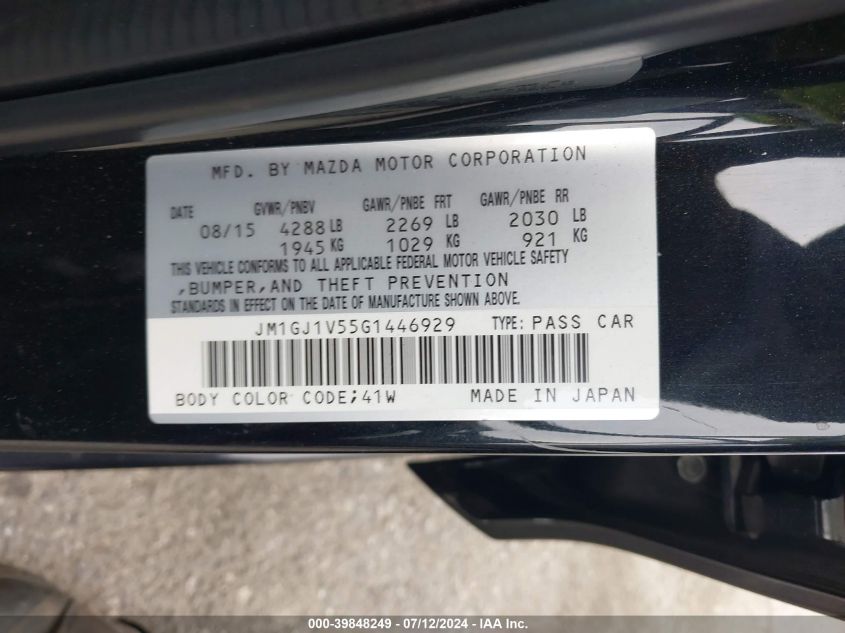 MFD. BY MAZDA MOTOR CORPORATION
DATE GVWR/PNBV GAWR/PNBE FRT GAWR/PNBE RR
08/15 4288 LB 2269 LB 2030 LB
1945 KG 1029 KG 921 KG
THIS VEHICLE CONFORMS TO ALL APPLICABLE FEDERAL MOTOR VEHICLE SAFETY
,BUMPER,AND THEFT PREVENTION
STANDARDS IN EFFECT ON THE DATE OF MANUFACTURE SHOWN ABOVE.
JM1GJ1V55G1446929 TYPE: PASS CAR
BODY COLOR CODE;41W MADE IN JAPAN
000-39848249 - 07/12/2024 - IAA Inc.